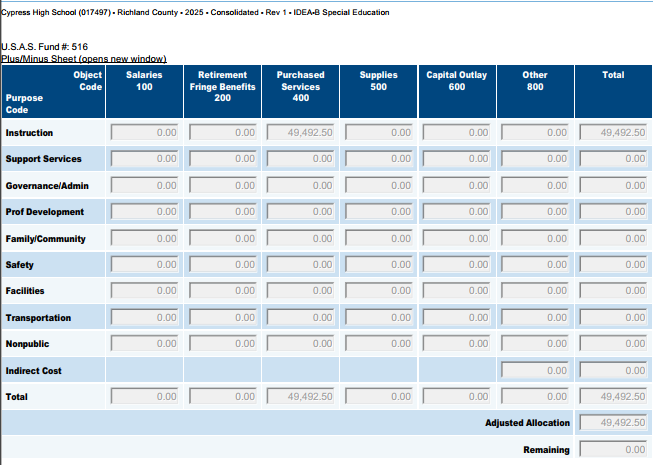 Cypress High School (017497) • Richland County • 2025 • Consolidated • Rev 1 • IDEA-B Special Education
U.S.A.S. Fund #: 516
Plus/Minus Sheet (opens new window)
Object Code Purpose Code Salaries 100 Retirement Fringe Benefits 200 Purchased Services 400 Supplies 500 Capital Outlay 600 Other 800 Total
Instruction 0.00 0.00 49,492.50 0.00 0.00 0.00 49,492.50
Support Services 0.00 0.00 0.00 0.00 0.00 0.00 0.00
Governance/Admin 0.00 0.00 0.00 0.00 0.00 0.00 0.00
Prof Development 0.00 0.00 0.00 0.00 0.00 0.00 0.00
Family/Community 0.00 0.00 0.00 0.00 0.00 0.00 0.00
Safety 0.00 0.00 0.00 0.00 0.00 0.00 0.00
Facilities 0.00 0.00 0.00 0.00 0.00 0.00 0.00
Transportation 0.00 0.00 0.00 0.00 0.00 0.00 0.00
Nonpublic 0.00 0.00 0.00 0.00 0.00 0.00 0.00
Indirect Cost 0.00 0.00
Total 0.00 0.00 49,492.50 0.00 0.00 0.00 49,492.50
Adjusted Allocation 49,492.50
Remaining 0.00